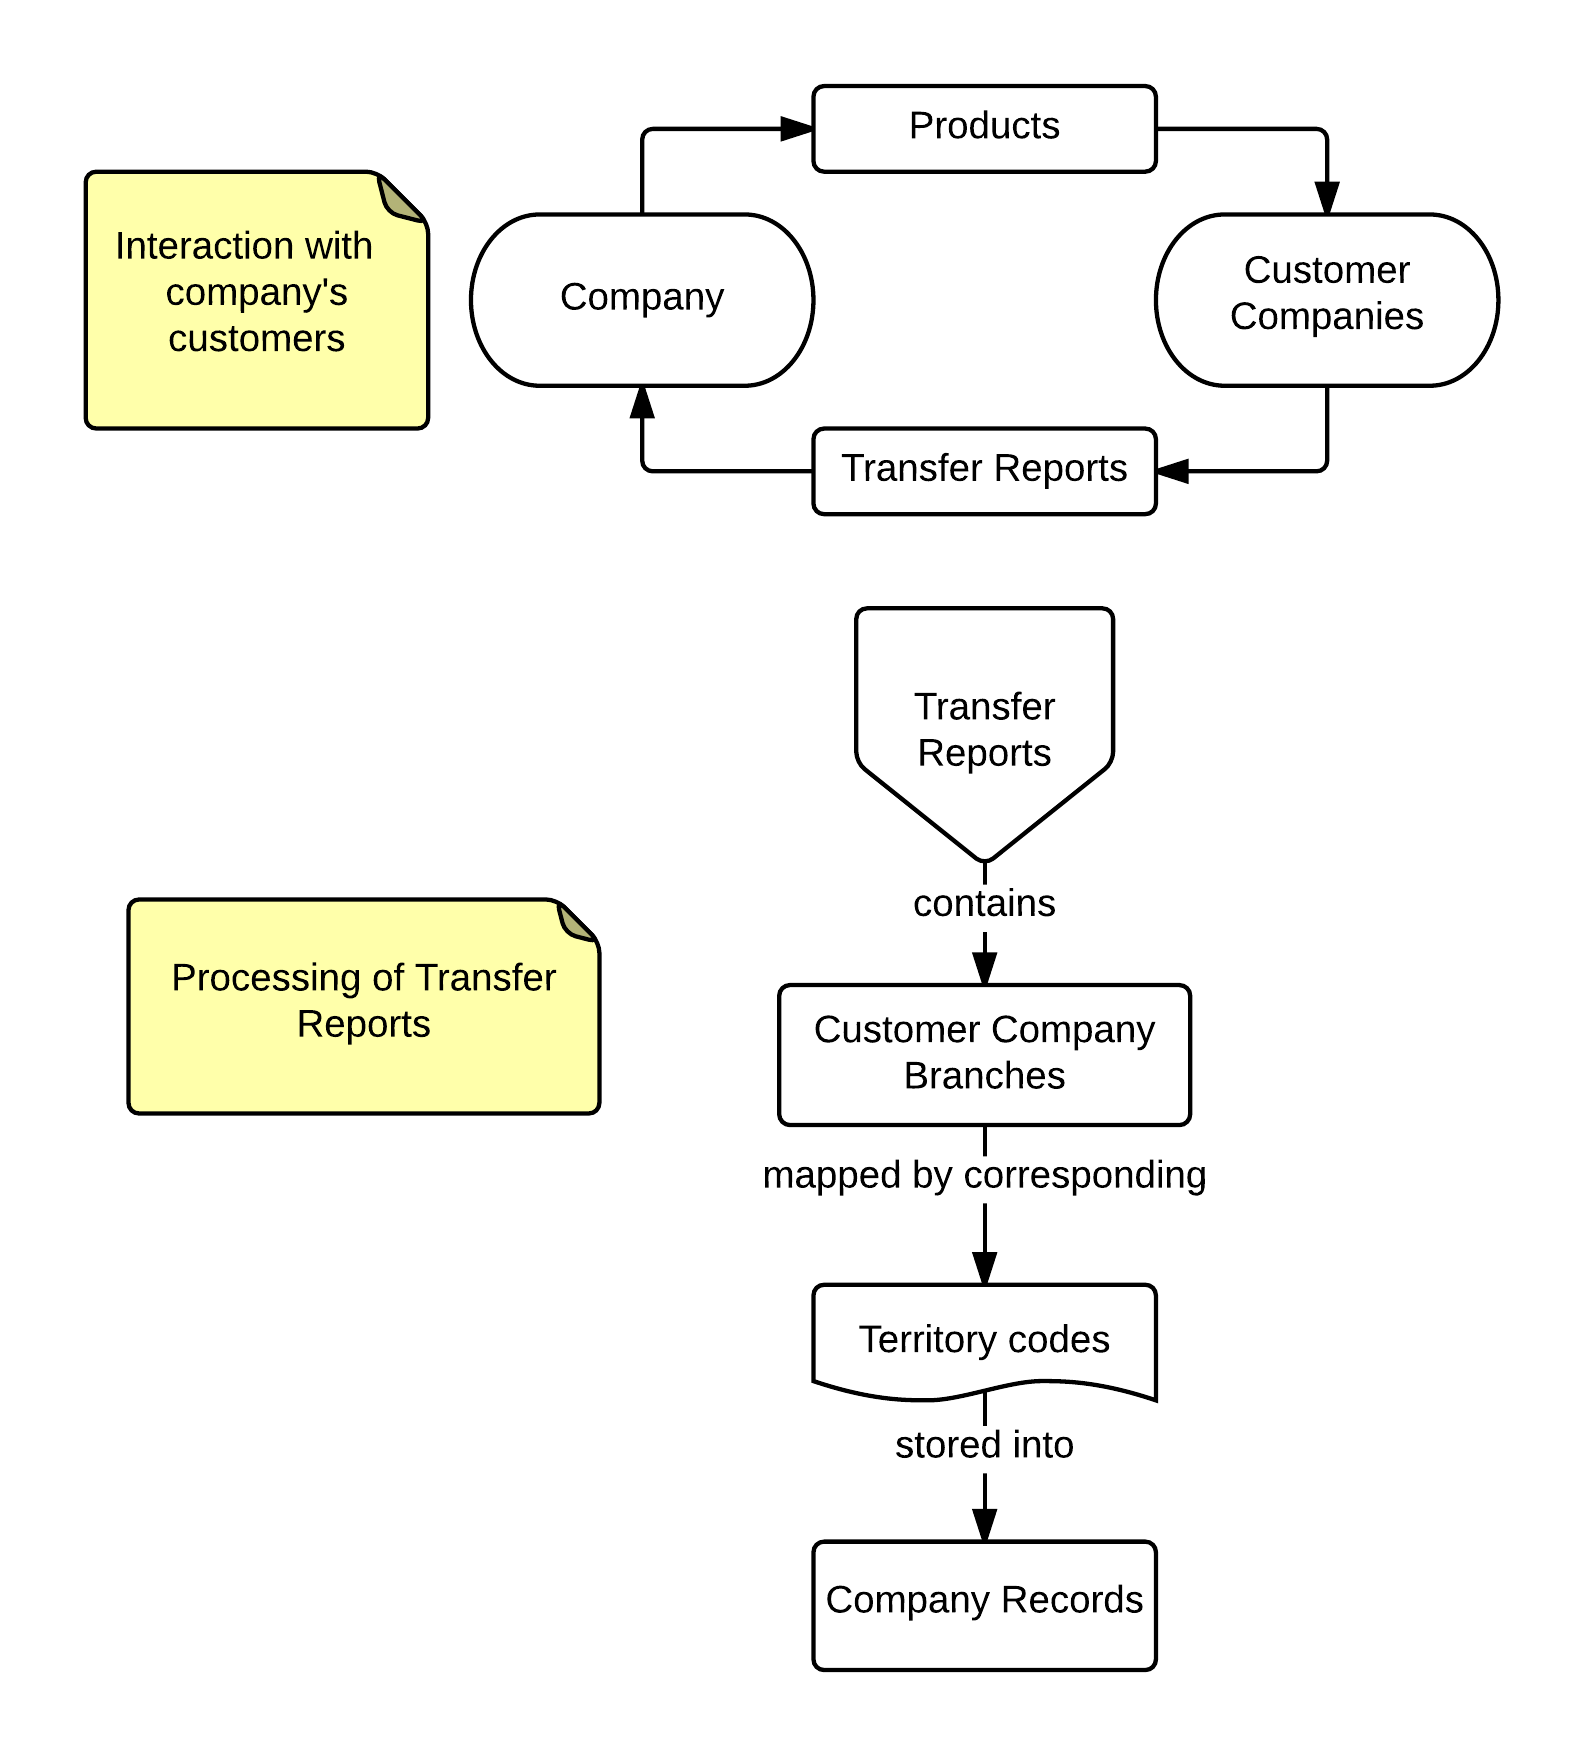 Products
Interaction with
company's
customers
Company
Customer
Companies
Transfer Reports
Transfer
Reports
contains
Processing of Transfer
Reports
Customer Company
Branches
mapped by corresponding
Territory codes
stored into
Company Records